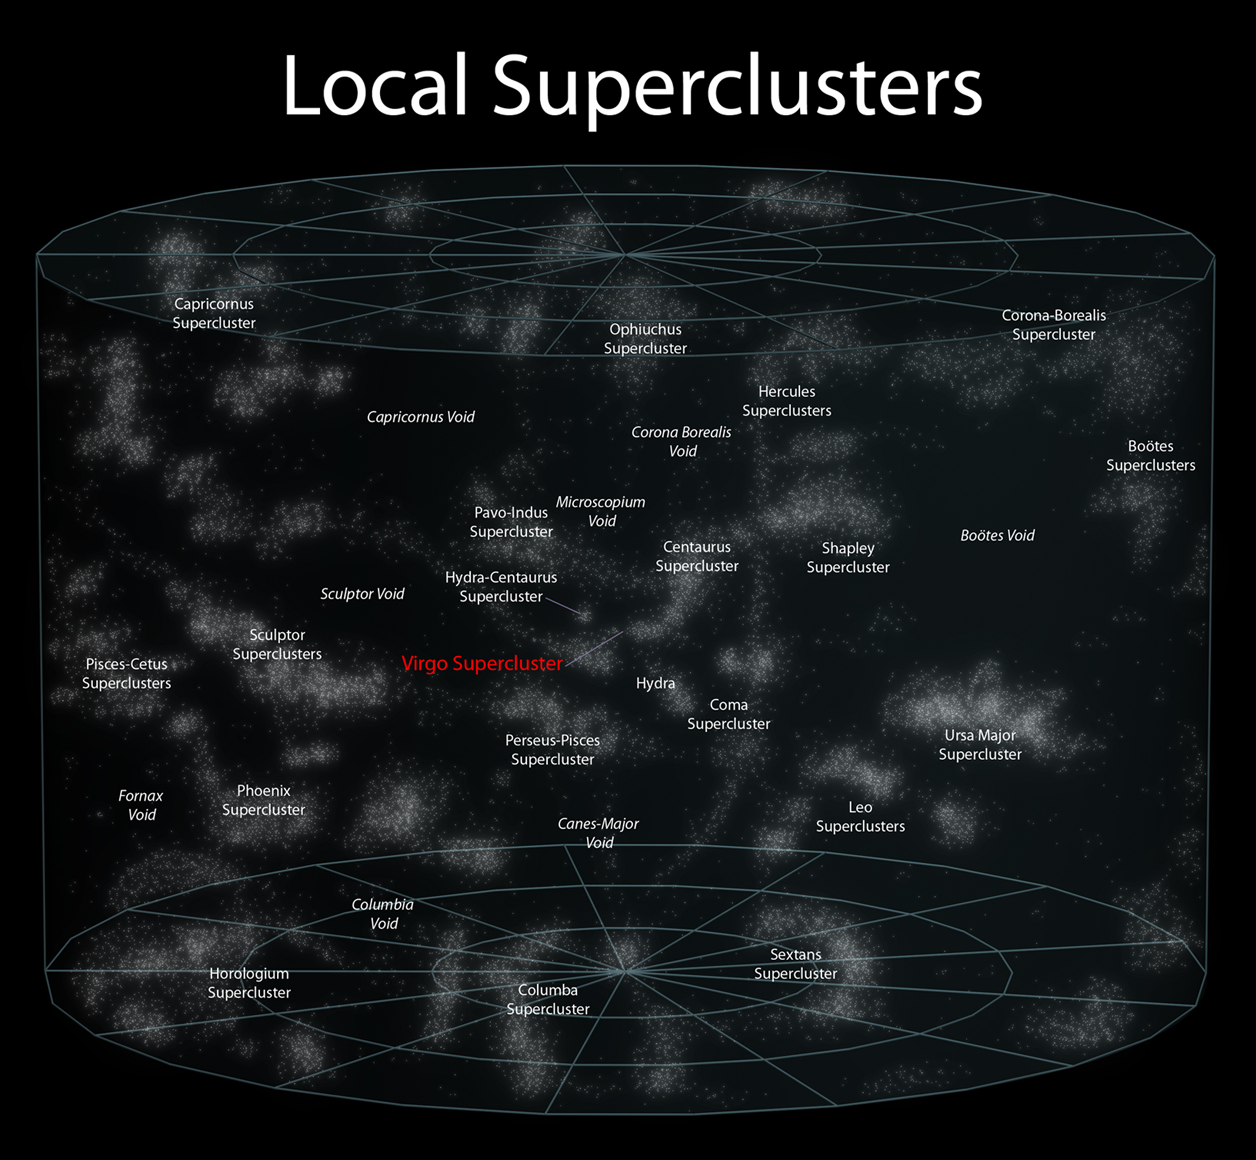 Local Superclusters
Capricornus
Supercluster
Ophiuchus
Supercluster
Corona-Borealis
Supercluster
Hercules
Superclusters
Capricornus Void
Corona Borealis
Void
Boötes
Superclusters
Pavo-Indus
Supercluster
Microscopium
Void
Centaurus
Supercluster
Shapley
Supercluster
Boötes Void
Hydra-Centaurus
Supercluster
Sculptor Void
Sculptor
Superclusters
Virgo Supercluster
Pisces-Cetus
Superclusters
Hydra
Coma
Supercluster
Perseus-Pisces
Supercluster
Ursa Major
Supercluster
Fornax
Void
Phoenix
Supercluster
Canes-Major
Void
Leo
Superclusters
Columbia
Void
Horologium
Supercluster
Columba
Supercluster
Sextans
Supercluster